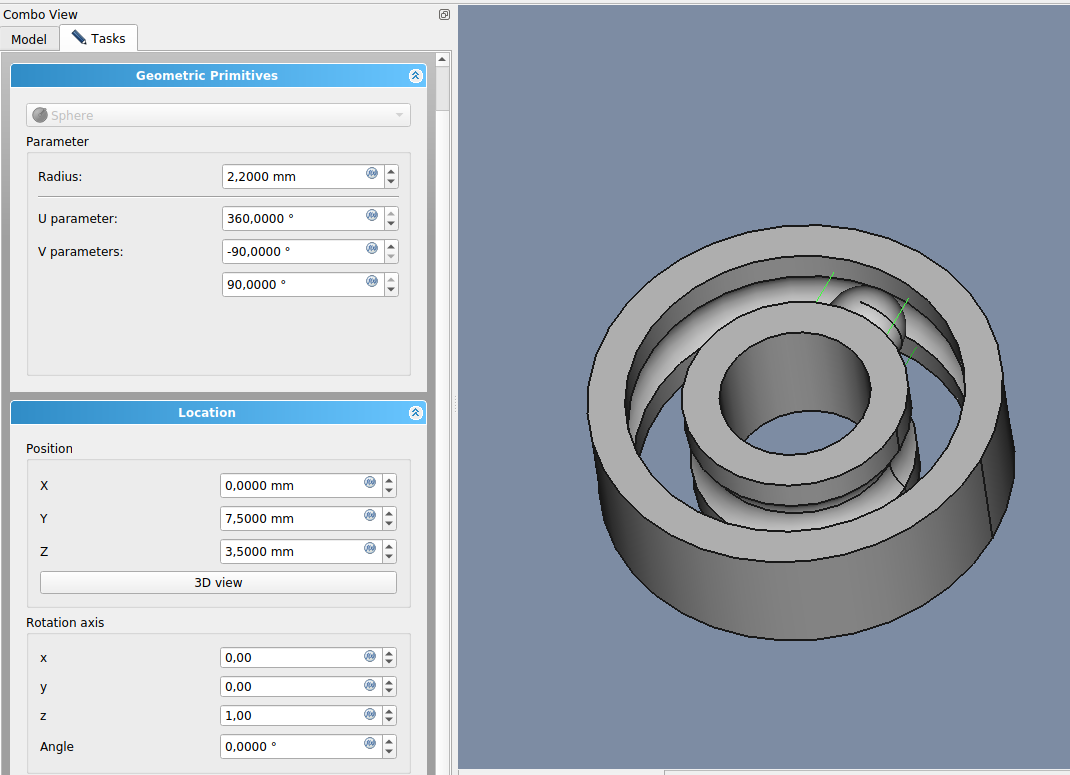 Combo View
Model
Tasks
Geometric Primitives
Sphere
Parameter
Radius: 2,2000 mm
U parameter: 360,0000 °
V parameters: -90,0000 °
90,0000 °
Location
Position
X 0,0000 mm
Y 7,5000 mm
Z 3,5000 mm
3D view
Rotation axis
x 0,00
y 0,00
z 1,00
Angle 0,0000 °